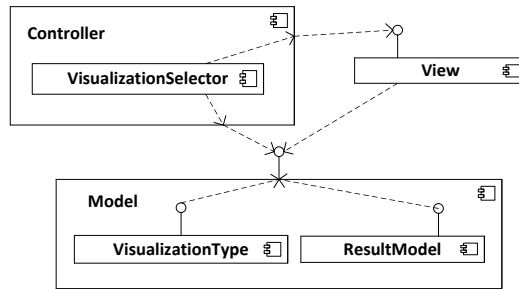 Controller
VisualizationSelector
View
Model
VisualizationType
ResultModel